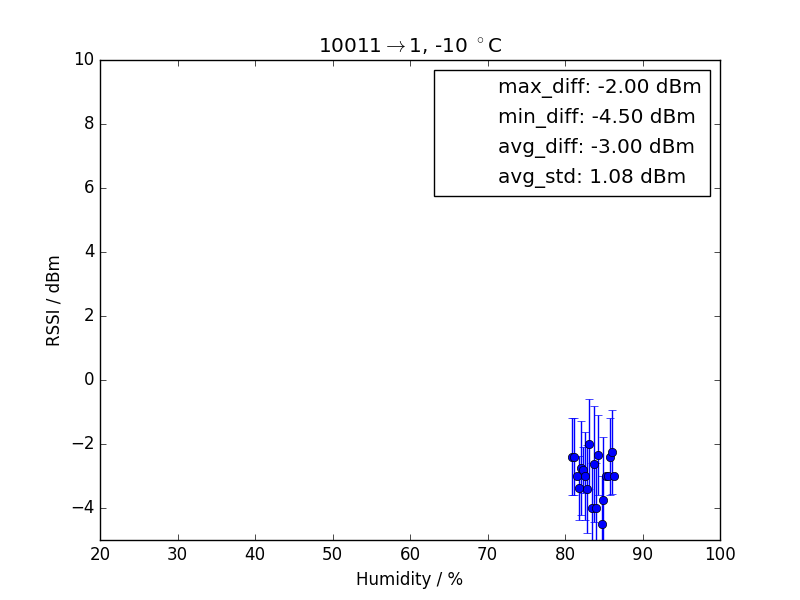 10011→1, -10 °C
10
8
6
4
2
0
−2
−4
RSSI / dBm
max_diff: -2.00 dBm
min_diff: -4.50 dBm
avg_diff: -3.00 dBm
avg_std: 1.08 dBm
20 30 40 50 60 70 80 90 100
Humidity / %